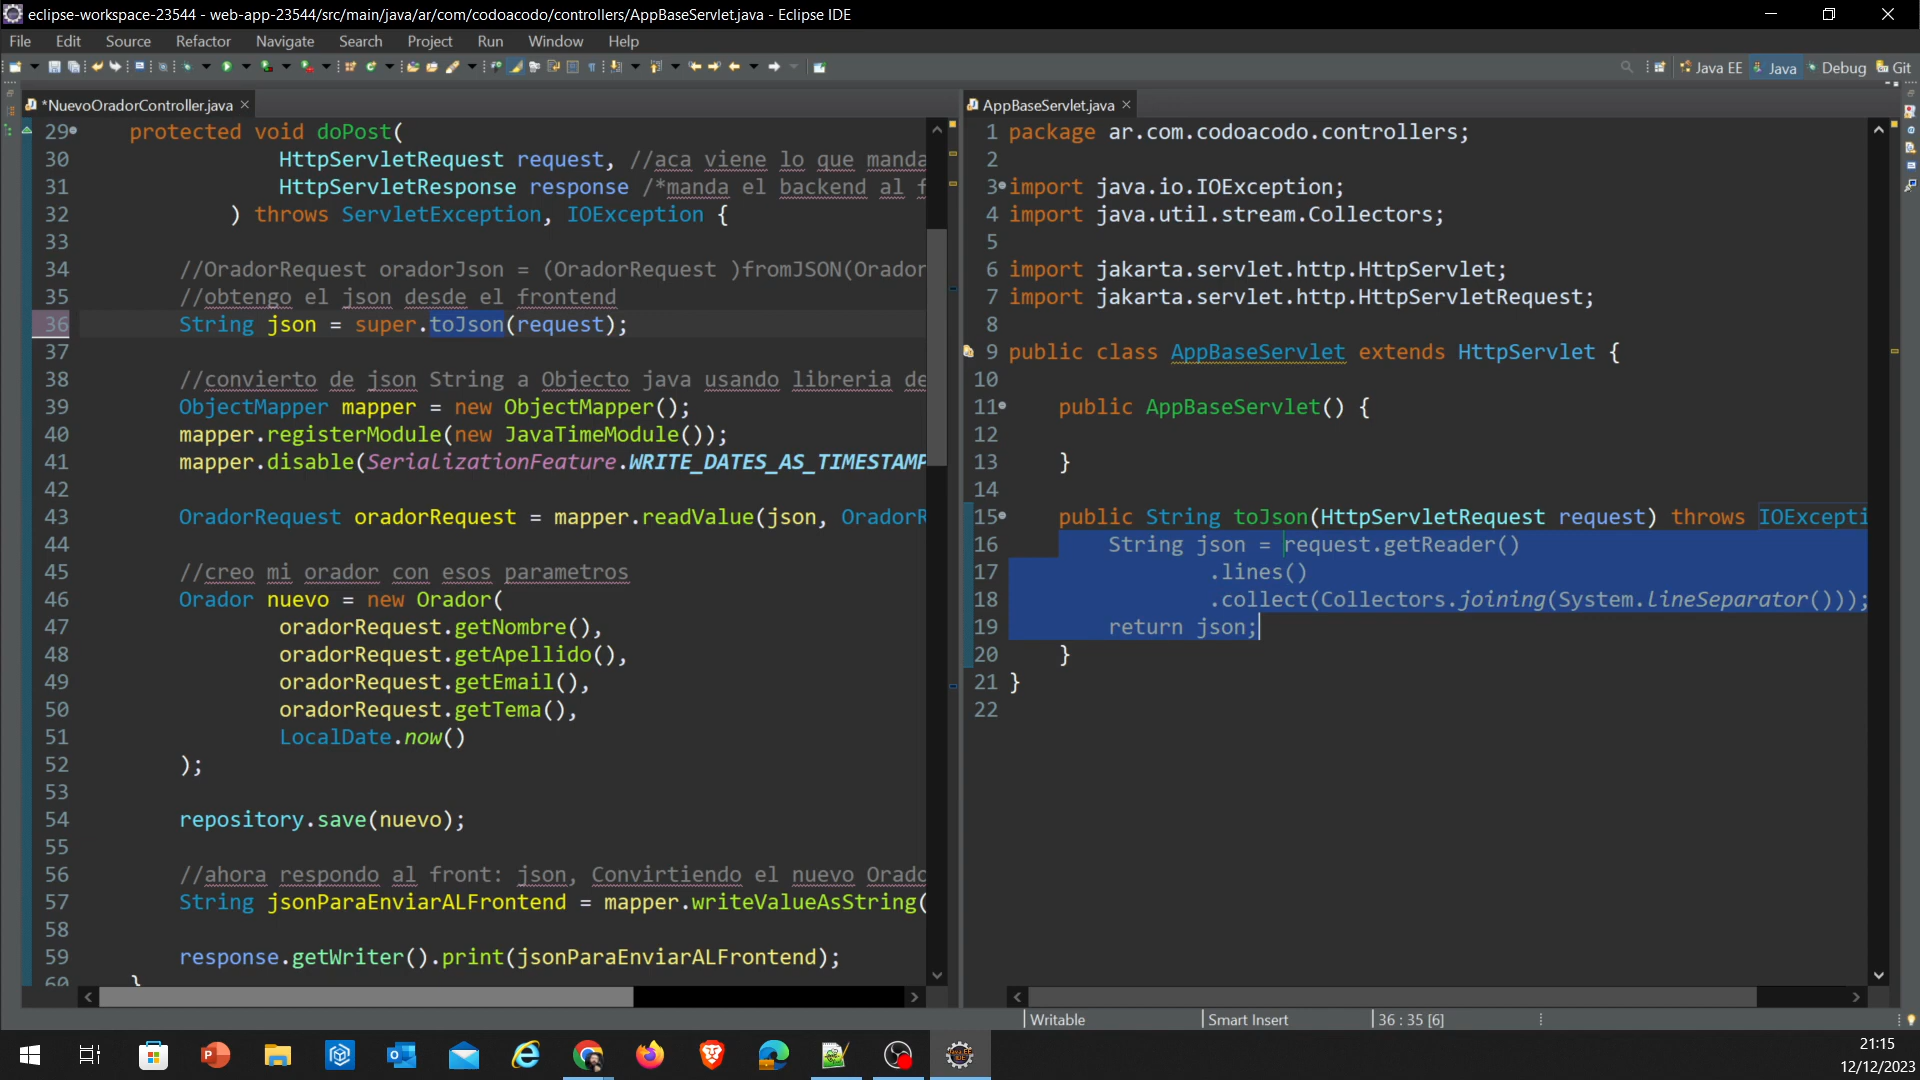 eclipse-workspace-23544 - web-app-23544/src/main/java/ar/com/codoacodo/controllers/AppBaseServlet.java - Eclipse IDE
File Edit Source Refactor Navigate Search Project Run Window Help
Java EE Java Debug Git
*NuevoOradorController.java
29 protected void doPost(
30 HttpServletRequest request, //aca viene lo que manda
31 HttpServletResponse response /*manda el backend al f
32 ) throws ServletException, IOException {
33
34 //OradorRequest oradorJson = (OradorRequest )fromJSON(Orador
35 //obtengo el json desde el frontend
36 String json = super.toJson(request);
37
38 //convierto de json String a Objecto java usando libreria de
39 ObjectMapper mapper = new ObjectMapper();
40 mapper.registerModule(new JavaTimeModule());
41 mapper.disable(SerializationFeature.WRITE_DATES_AS_TIMESTAMP
42
43 OradorRequest oradorRequest = mapper.readValue(json, OradorR
44
45 //creo mi orador con esos parametros
46 Orador nuevo = new Orador(
47 oradorRequest.getNombre(),
48 oradorRequest.getApellido(),
49 oradorRequest.getEmail(),
50 oradorRequest.getTema(),
51 LocalDate.now()
52 );
53
54 repository.save(nuevo);
55
56 //ahora respondo al front: json, Convirtiendo el nuevo Orado
57 String jsonParaEnviarALFrontend = mapper.writeValueAsString(
58
59 response.getWriter().print(jsonParaEnviarALFrontend);
60 }
AppBaseServlet.java
1 package ar.com.codoacodo.controllers;
2
3 import java.io.IOException;
4 import java.util.stream.Collectors;
5
6 import jakarta.servlet.http.HttpServlet;
7 import jakarta.servlet.http.HttpServletRequest;
8
9 public class AppBaseServlet extends HttpServlet {
10
11 public AppBaseServlet() {
12
13 }
14
15 public String toJson(HttpServletRequest request) throws IOExcepti
16 String json = request.getReader()
17 .lines()
18 .collect(Collectors.joining(System.lineSeparator()));
19 return json;
20 }
21 }
22
Writable Smart Insert 36 : 35 [6]
21:15
12/12/2023